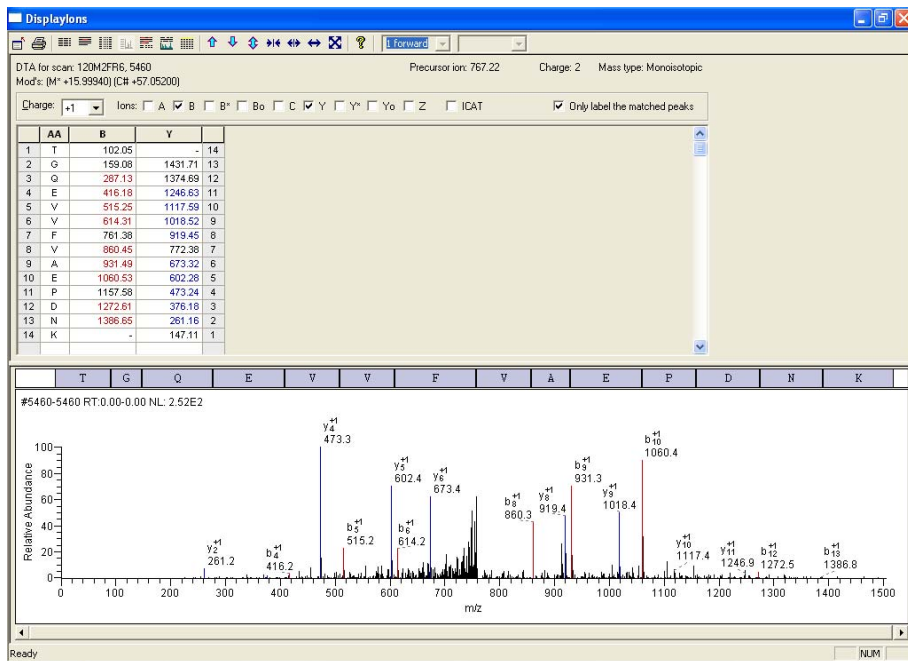 DisplayIons
1 forward
DTA for scan: 120M2FR6, 5460 Precursor ion: 767.22 Charge: 2 Mass type: Monoisotopic
Mod's: (M* +15.99940) (C# +57.05200)
Charge: +1 Ions: A B B* Bo C Y Y* Yo Z ICAT Only label the matched peaks
AA B Y
1 T 102.05 - 14
2 G 159.08 1431.71 13
3 Q 287.13 1374.69 12
4 E 416.18 1246.63 11
5 V 515.25 1117.59 10
6 V 614.31 1018.52 9
7 F 761.38 919.45 8
8 V 860.45 772.38 7
9 A 931.49 673.32 6
10 E 1060.53 602.28 5
11 P 1157.58 473.24 4
12 D 1272.61 376.18 3
13 N 1386.65 261.16 2
14 K - 147.11 1
T G Q E V V F V A E P D N K
#5460-5460 RT:0.00-0.00 NL: 2.52E2
Relative Abundance
100
80
60
40
20
0
y2+1
261.2
b4+1
416.2
y4+1
473.3
b5+1
515.2
y5+1
602.4
b6+1
614.2
y6+1
673.4
b8+1
860.3
y8+1
919.4
b9+1
931.3
y9+1
1018.4
b10+1
1060.4
y10+1
1117.4
y11+1
1246.9
b12+1
1272.5
b13+1
1386.8
0 100 200 300 400 500 600 700 800 900 1000 1100 1200 1300 1400 1500
m/z
Ready NUM